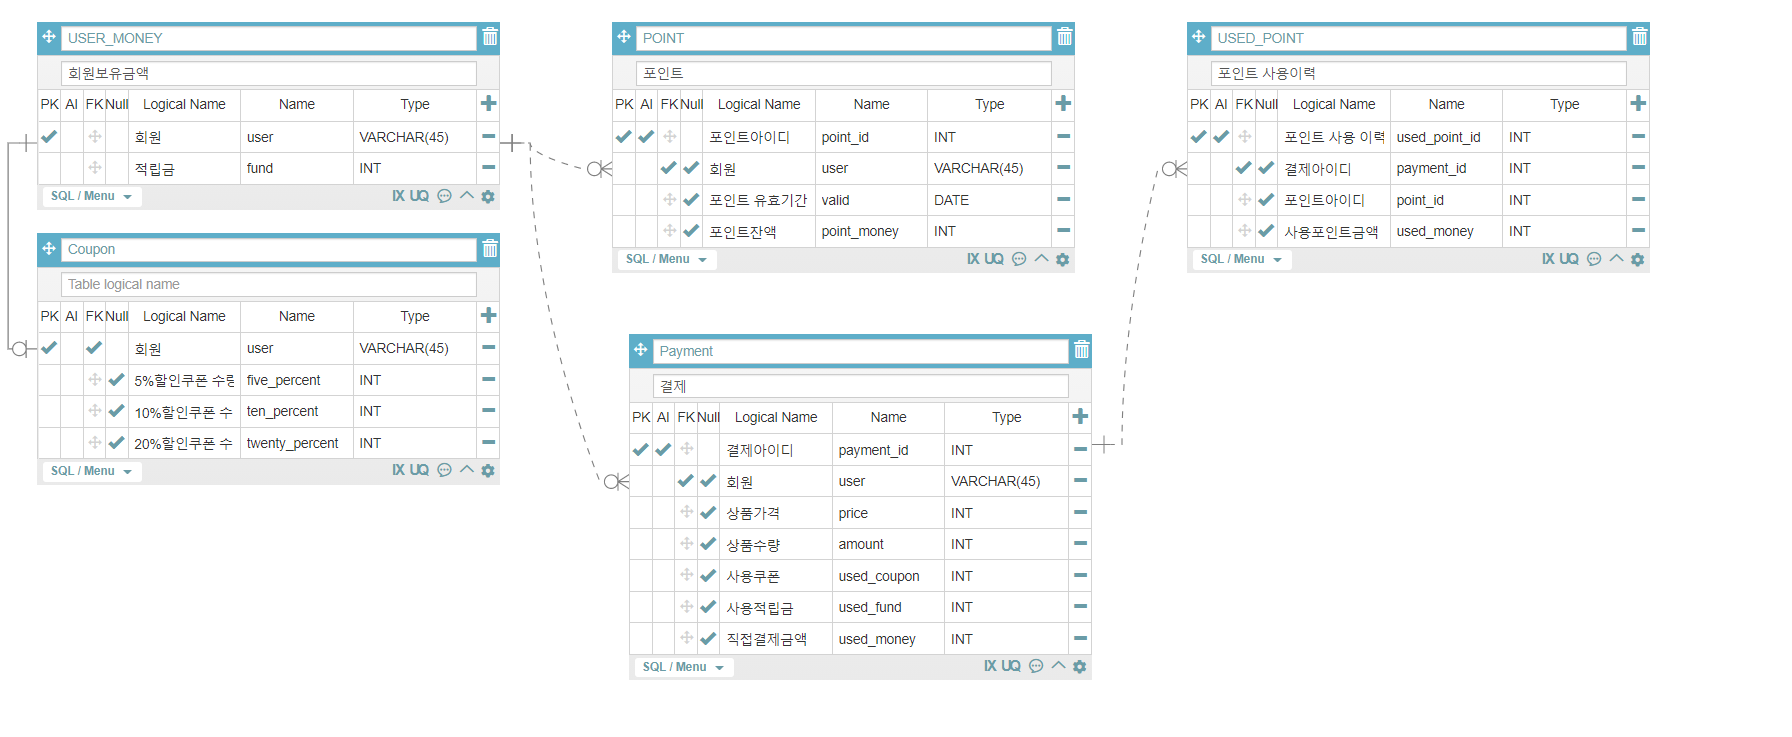 USER_MONEY
회원보유금액
PK AI FK Null Logical Name Name Type
회원 user VARCHAR(45)
적립금 fund INT
SQL / Menu IX UQ
Coupon
Table logical name
PK AI FK Null Logical Name Name Type
회원 user VARCHAR(45)
5%할인쿠폰 수량 five_percent INT
10%할인쿠폰 수 ten_percent INT
20%할인쿠폰 수 twenty_percent INT
SQL / Menu IX UQ
POINT
포인트
PK AI FK Null Logical Name Name Type
포인트아이디 point_id INT
회원 user VARCHAR(45)
포인트 유효기간 valid DATE
포인트잔액 point_money INT
SQL / Menu IX UQ
Payment
결제
PK AI FK Null Logical Name Name Type
결제아이디 payment_id INT
회원 user VARCHAR(45)
상품가격 price INT
상품수량 amount INT
사용쿠폰 used_coupon INT
사용적립금 used_fund INT
직접결제금액 used_money INT
SQL / Menu IX UQ
USED_POINT
포인트 사용이력
PK AI FK Null Logical Name Name Type
포인트 사용 이력 used_point_id INT
결제아이디 payment_id INT
포인트아이디 point_id INT
사용포인트금액 used_money INT
SQL / Menu IX UQ